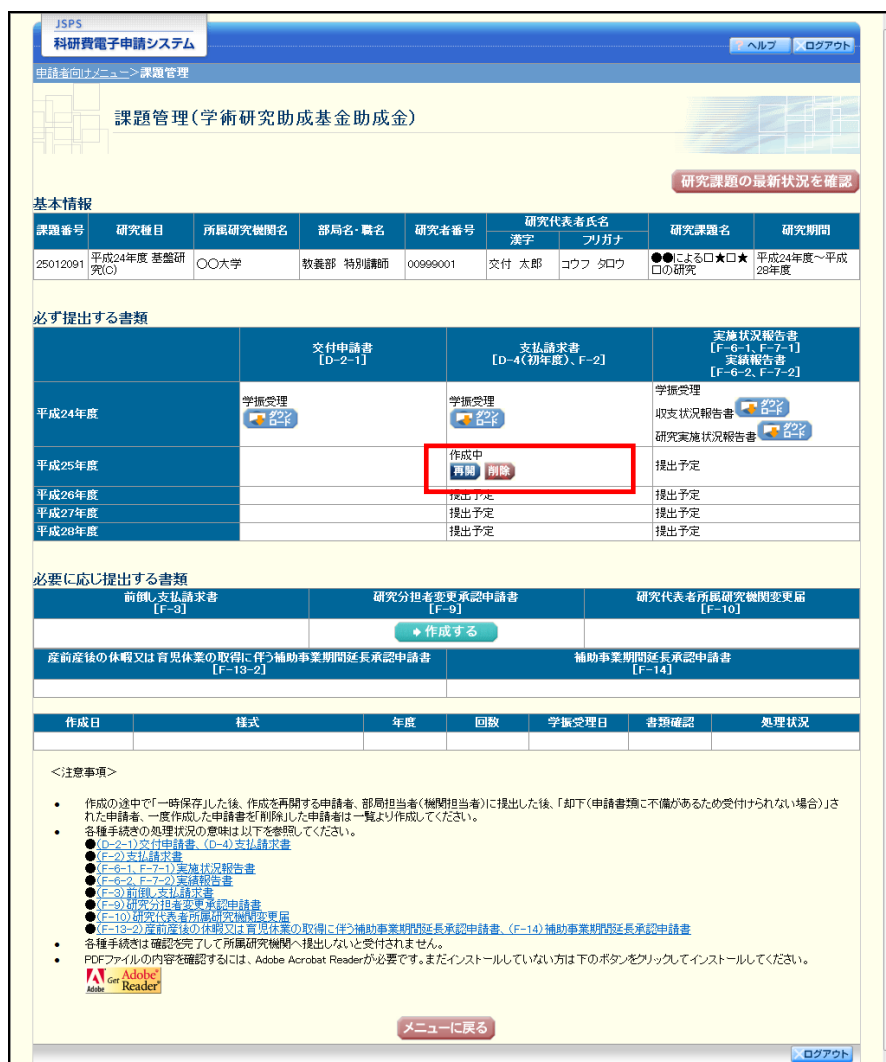 JSPS
科研費電子申請システム
? ヘルプ
×ログアウト
申請者向けメニュー>課題管理
課題管理(学術研究助成基金助成金)
研究課題の最新状況を確認
基本情報
課題番号 研究種目 所属研究機関名 部局名・職名 研究者番号 研究代表者氏名 研究課題名 研究期間
漢字 フリガナ
25012091 平成24年度 基盤研究(C) 〇〇大学 教養部 特別講師 00999001 交付 太郎 コウフ タロウ ●●による□★□★□の研究 平成24年度～平成28年度
必ず提出する書類
交付申請書
[D-2-1]
支払請求書
[D-4(初年度)、F-2]
実施状況報告書
[F-6-1、F-7-1]
実績報告書
[F-6-2、F-7-2]
平成24年度
学振受理
ダウンロード
学振受理
ダウンロード
学振受理
収支状況報告書 ダウンロード
研究実施状況報告書 ダウンロード
平成25年度
作成中
再開 削除
提出予定
平成26年度 提出予定 提出予定
平成27年度 提出予定 提出予定
平成28年度 提出予定 提出予定
必要に応じ提出する書類
前倒し支払請求書
[F-3]
研究分担者変更承認申請書
[F-9]
研究代表者所属研究機関変更届
[F-10]
作成する
産前産後の休暇又は育児休業の取得に伴う補助事業期間延長承認申請書
[F-13-2]
補助事業期間延長承認申請書
[F-14]
作成日 様式 年度 回数 学振受理日 書類確認 処理状況
＜注意事項＞
• 作成の途中で「一時保存」した後、作成を再開する申請者、部局担当者(機関担当者)に提出した後、「却下(申請書類に不備があるため受付けられない場合)」さ
れた申請者、一度作成した申請書を「削除」した申請者は一覧より作成してください。
• 各種手続きの処理状況の意味は以下を参照してください。
●(D-2-1)交付申請書、(D-4)支払請求書
●(F-2)支払請求書
●(F-6-1、F-7-1)実施状況報告書
●(F-6-2、F-7-2)実績報告書
●(F-3)前倒し支払請求書
●(F-9)研究分担者変更承認申請書
●(F-10)研究代表者所属研究機関変更届
●(F-13-2)産前産後の休暇又は育児休業の取得に伴う補助事業期間延長承認申請書、(F-14)補助事業期間延長承認申請書
• 各種手続きは確認を完了して所属研究機関へ提出しないと受付されません。
• PDFファイルの内容を確認するには、Adobe Acrobat Readerが必要です。まだインストールしていない方は下のボタンをクリックしてインストールしてください。
Adobe
Get Adobe®
Reader®
メニューに戻る
×ログアウト